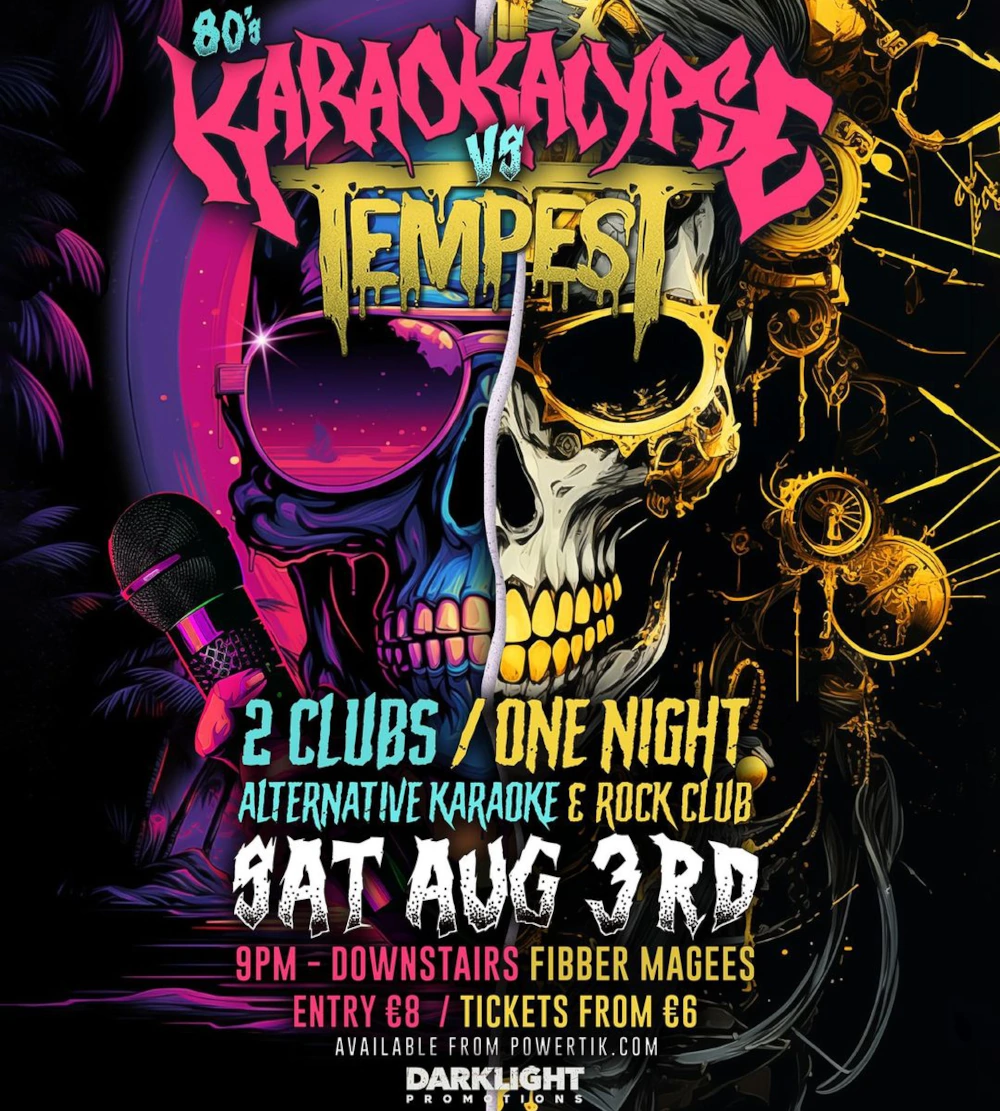 80's
KARAOKALYPSE
VS
TEMPEST
2 CLUBS / ONE NIGHT
ALTERNATIVE KARAOKE & ROCK CLUB
SAT AUG 3RD
9PM - DOWNSTAIRS FIBBER MAGEES
ENTRY €8 / TICKETS FROM €6
AVAILABLE FROM POWERTIK.COM
DARKLIGHT
PROMOTIONS